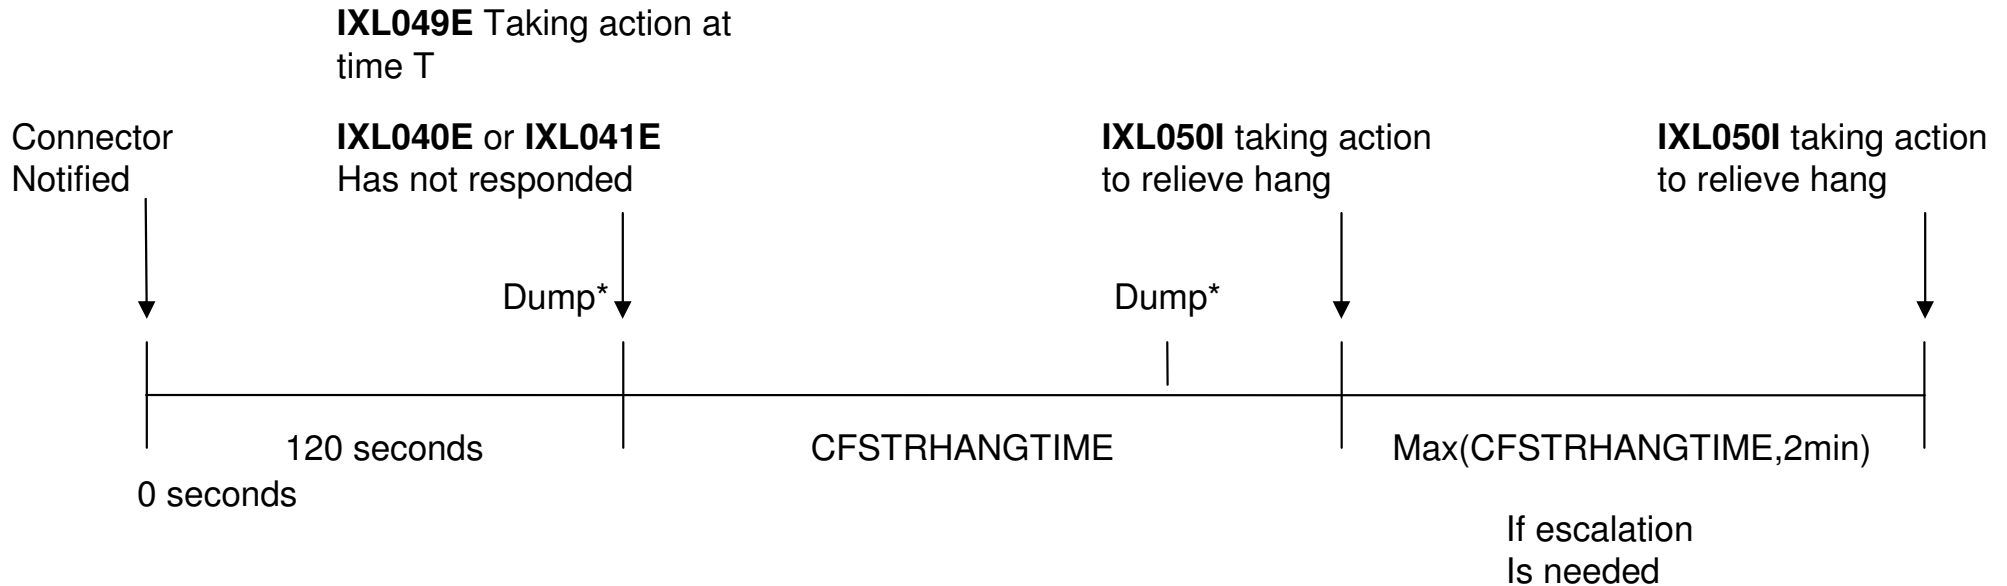 IXL049E Taking action at
time T
Connector
Notified
IXL040E or IXL041E
Has not responded
IXL050I taking action
to relieve hang
IXL050I taking action
to relieve hang
Dump*
Dump*
120 seconds
CFSTRHANGTIME
Max(CFSTRHANGTIME,2min)
0 seconds
If escalation
Is needed